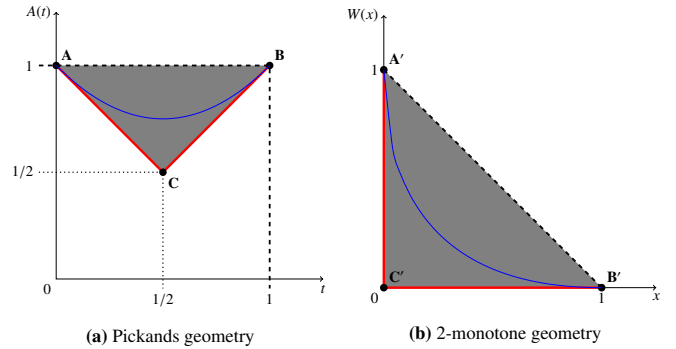 A(t)
1
A
B
C
1/2
0
1/2
1
t
(a) Pickands geometry
W(x)
1
A′
C′
B′
0
1
x
(b) 2-monotone geometry